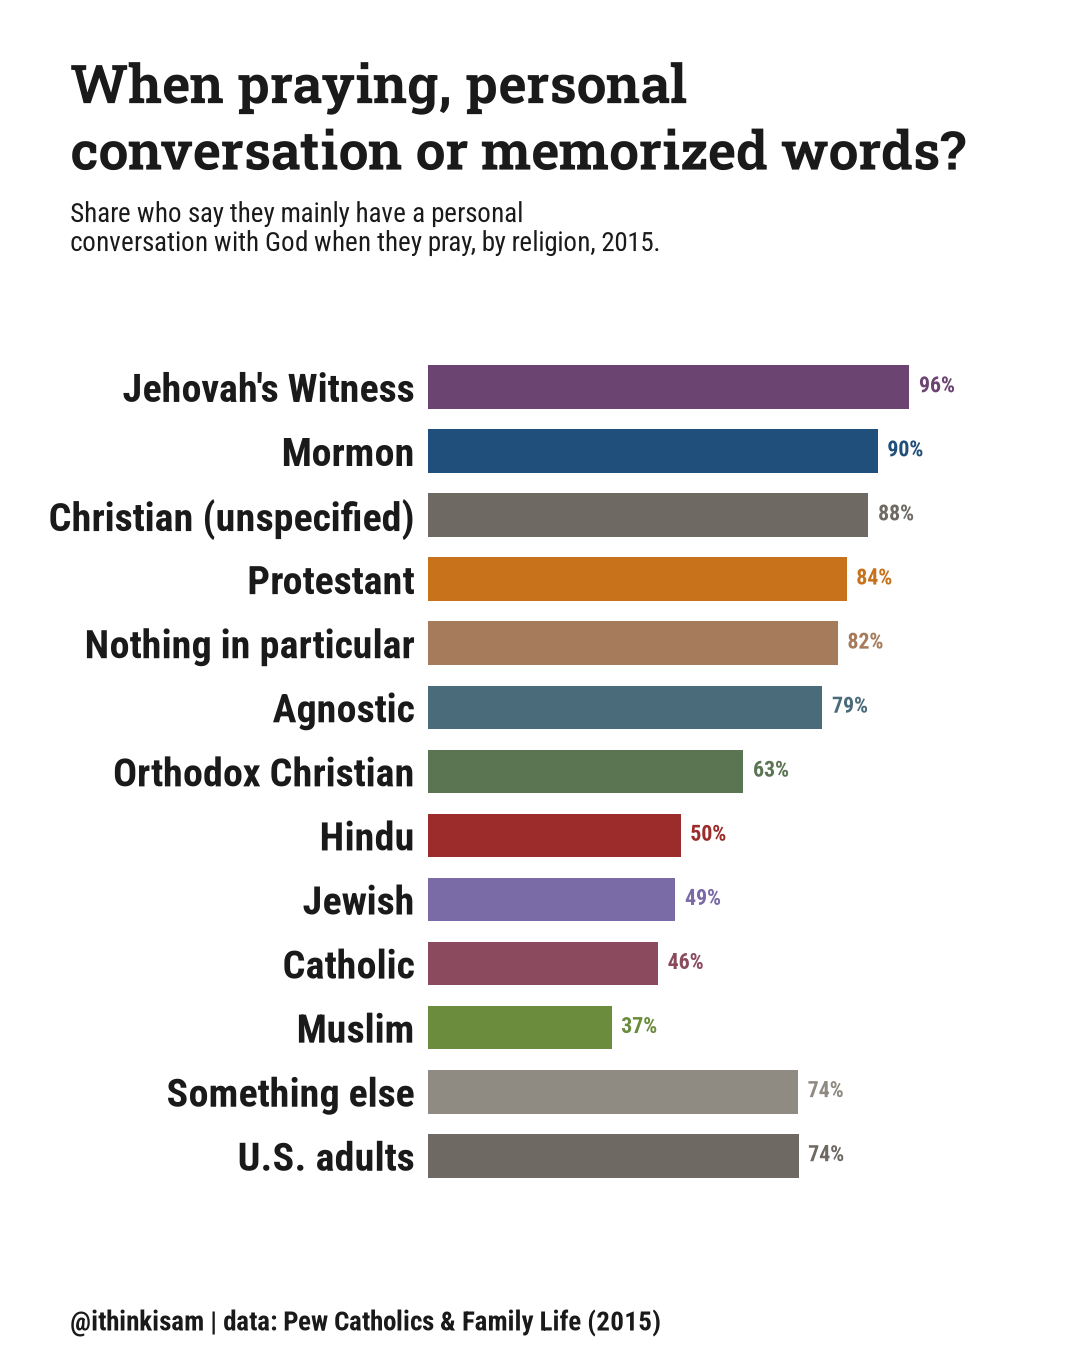 When praying, personal
conversation or memorized words?
Share who say they mainly have a personal
conversation with God when they pray, by religion, 2015.
Jehovah's Witness 96%
Mormon 90%
Christian (unspecified) 88%
Protestant 84%
Nothing in particular 82%
Agnostic 79%
Orthodox Christian 63%
Hindu 50%
Jewish 49%
Catholic 46%
Muslim 37%
Something else 74%
U.S. adults 74%
@ithinkisam | data: Pew Catholics & Family Life (2015)